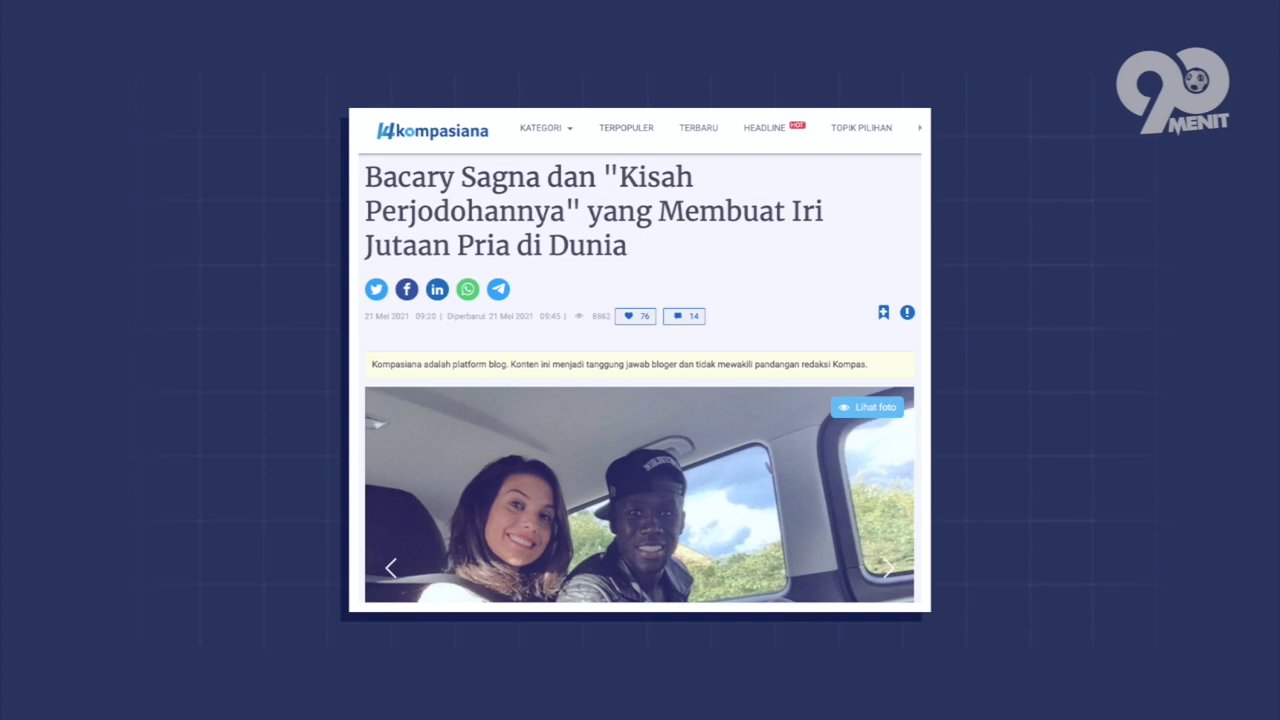 90
MENIT
14kompasiana
KATEGORI
TERPOPULER
TERBARU
HEADLINE HOT
TOPIK PILIHAN
Bacary Sagna dan "Kisah
Perjodohannya" yang Membuat Iri
Jutaan Pria di Dunia
21 Mei 2021 09:20 | Diperbarui: 21 Mei 2021 09:45 | 8862 76 14
Kompasiana adalah platform blog. Konten ini menjadi tanggung jawab bloger dan tidak mewakili pandangan redaksi Kompas.
Lihat foto